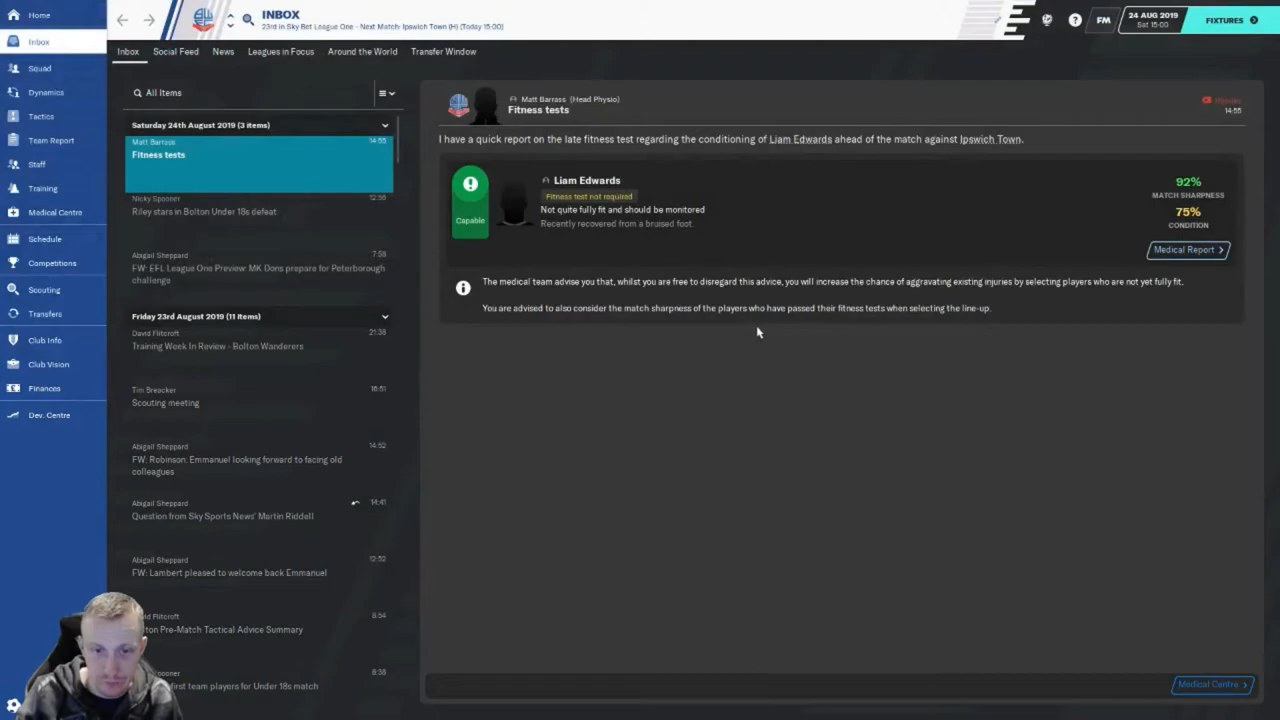 Home
Inbox
Squad
Dynamics
Tactics
Team Report
Staff
Training
Medical Centre
Schedule
Competitions
Scouting
Transfers
Club Info
Club Vision
Finances
Dev. Centre
INBOX
23rd in Sky Bet League One - Next Match: Ipswich Town (H) (Today 15:00)
FM
24 AUG 2019
Sat 15:00
FIXTURES
Inbox Social Feed News Leagues in Focus Around the World Transfer Window
All Items
Saturday 24th August 2019 (3 items)
Matt Barrass 14:55
Fitness tests
Nicky Spooner 12:56
Riley stars in Bolton Under 18s defeat
Abigail Sheppard 7:58
FW: EFL League One Preview: MK Dons prepare for Peterborough
challenge
Friday 23rd August 2019 (11 items)
David Flitcroft 21:38
Training Week In Review - Bolton Wanderers
Tim Breacker 16:51
Scouting meeting
Abigail Sheppard 14:52
FW: Robinson: Emmanuel looking forward to facing old
colleagues
Abigail Sheppard 14:41
Question from Sky Sports News' Martin Riddell
Abigail Sheppard 12:52
FW: Lambert pleased to welcome back Emmanuel
Flitcroft 8:54
Pre-Match Tactical Advice Summary
8:38
first team players for Under 18s match
Matt Barrass (Head Physio)
Fitness tests
14:55
I have a quick report on the late fitness test regarding the conditioning of Liam Edwards ahead of the match against Ipswich Town.
Capable
Liam Edwards
Fitness test not required
Not quite fully fit and should be monitored
Recently recovered from a bruised foot.
92%
MATCH SHARPNESS
75%
CONDITION
Medical Report
The medical team advise you that, whilst you are free to disregard this advice, you will increase the chance of aggravating existing injuries by selecting players who are not yet fully fit.
You are advised to also consider the match sharpness of the players who have passed their fitness tests when selecting the line-up.
Medical Centre